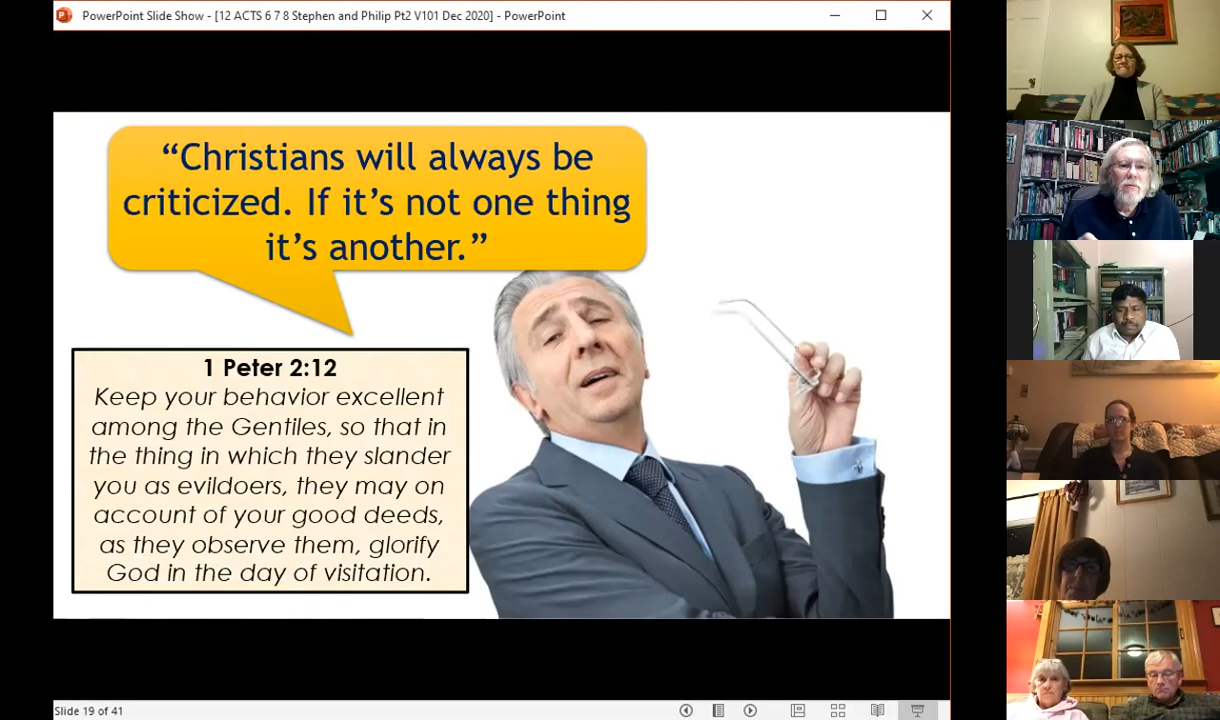 PowerPoint Slide Show - [12 ACTS 6 7 8 Stephen and Philip Pt2 V101 Dec 2020] - PowerPoint
“Christians will always be
criticized. If it’s not one thing
it’s another.”
1 Peter 2:12
Keep your behavior excellent
among the Gentiles, so that in
the thing in which they slander
you as evildoers, they may on
account of your good deeds,
as they observe them, glorify
God in the day of visitation.
Slide 19 of 41